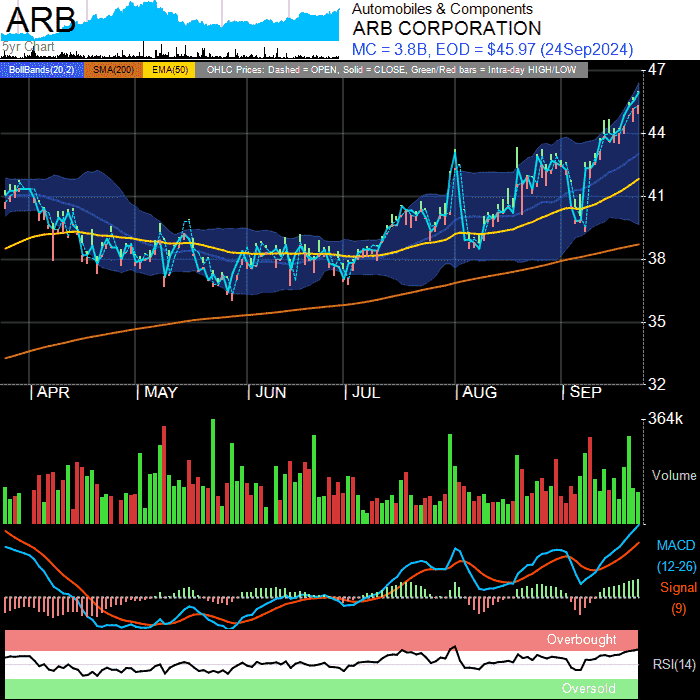 ARB
5yr Chart
Automobiles & Components
ARB CORPORATION
MC = 3.8B, EOD = $45.97 (24Sep2024)
BollBands(20,2) SMA(200) EMA(50) OHLC Prices: Dashed = OPEN, Solid = CLOSE, Green/Red bars = Intra-day HIGH/LOW
47
44
41
38
35
32
| APR | MAY | JUN | JUL | AUG | SEP
364k
Volume
MACD
(12-26)
Signal
(9)
Overbought
RSI(14)
Oversold